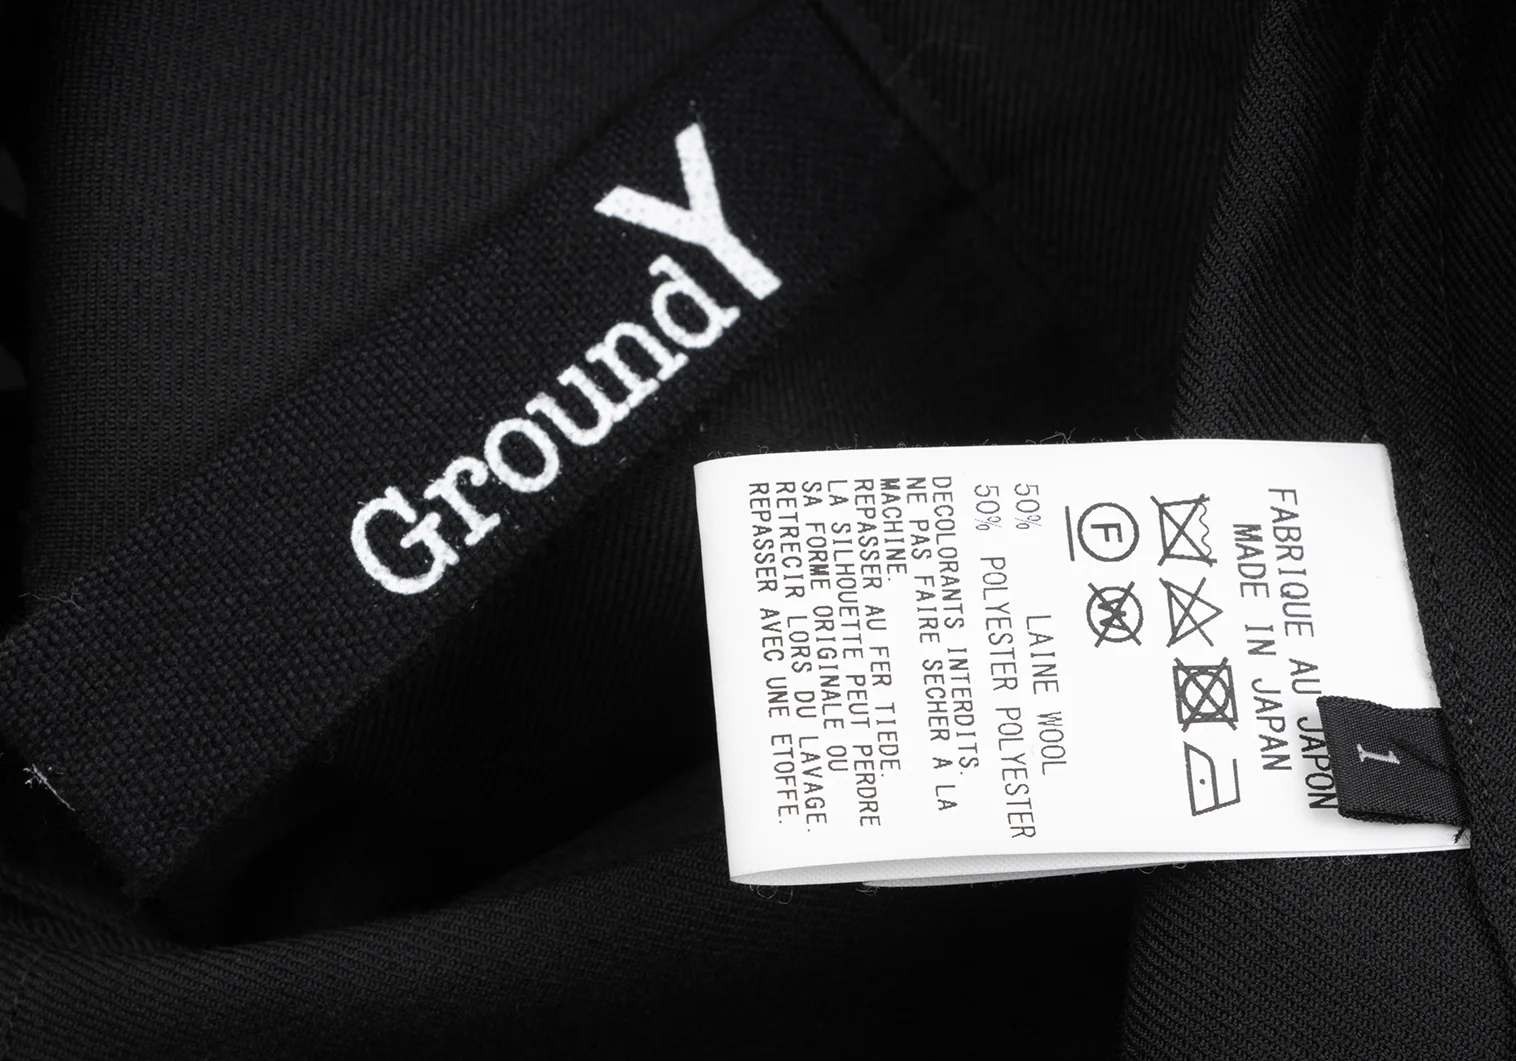 GroundY
FABRIQUE AU JAPON
MADE IN JAPAN
F
W
50% LAINE WOOL
50% POLYESTER POLYESTER
DECOLORANTS INTERDITS.
NE PAS FAIRE SECHER A LA
MACHINE.
REPASSER AU FER TIEDE.
LA SILHOUETTE PEUT PERDRE
SA FORME ORIGINALE OU
RETRECIR LORS DU LAVAGE.
REPASSER AVEC UNE ETOFFE.
1